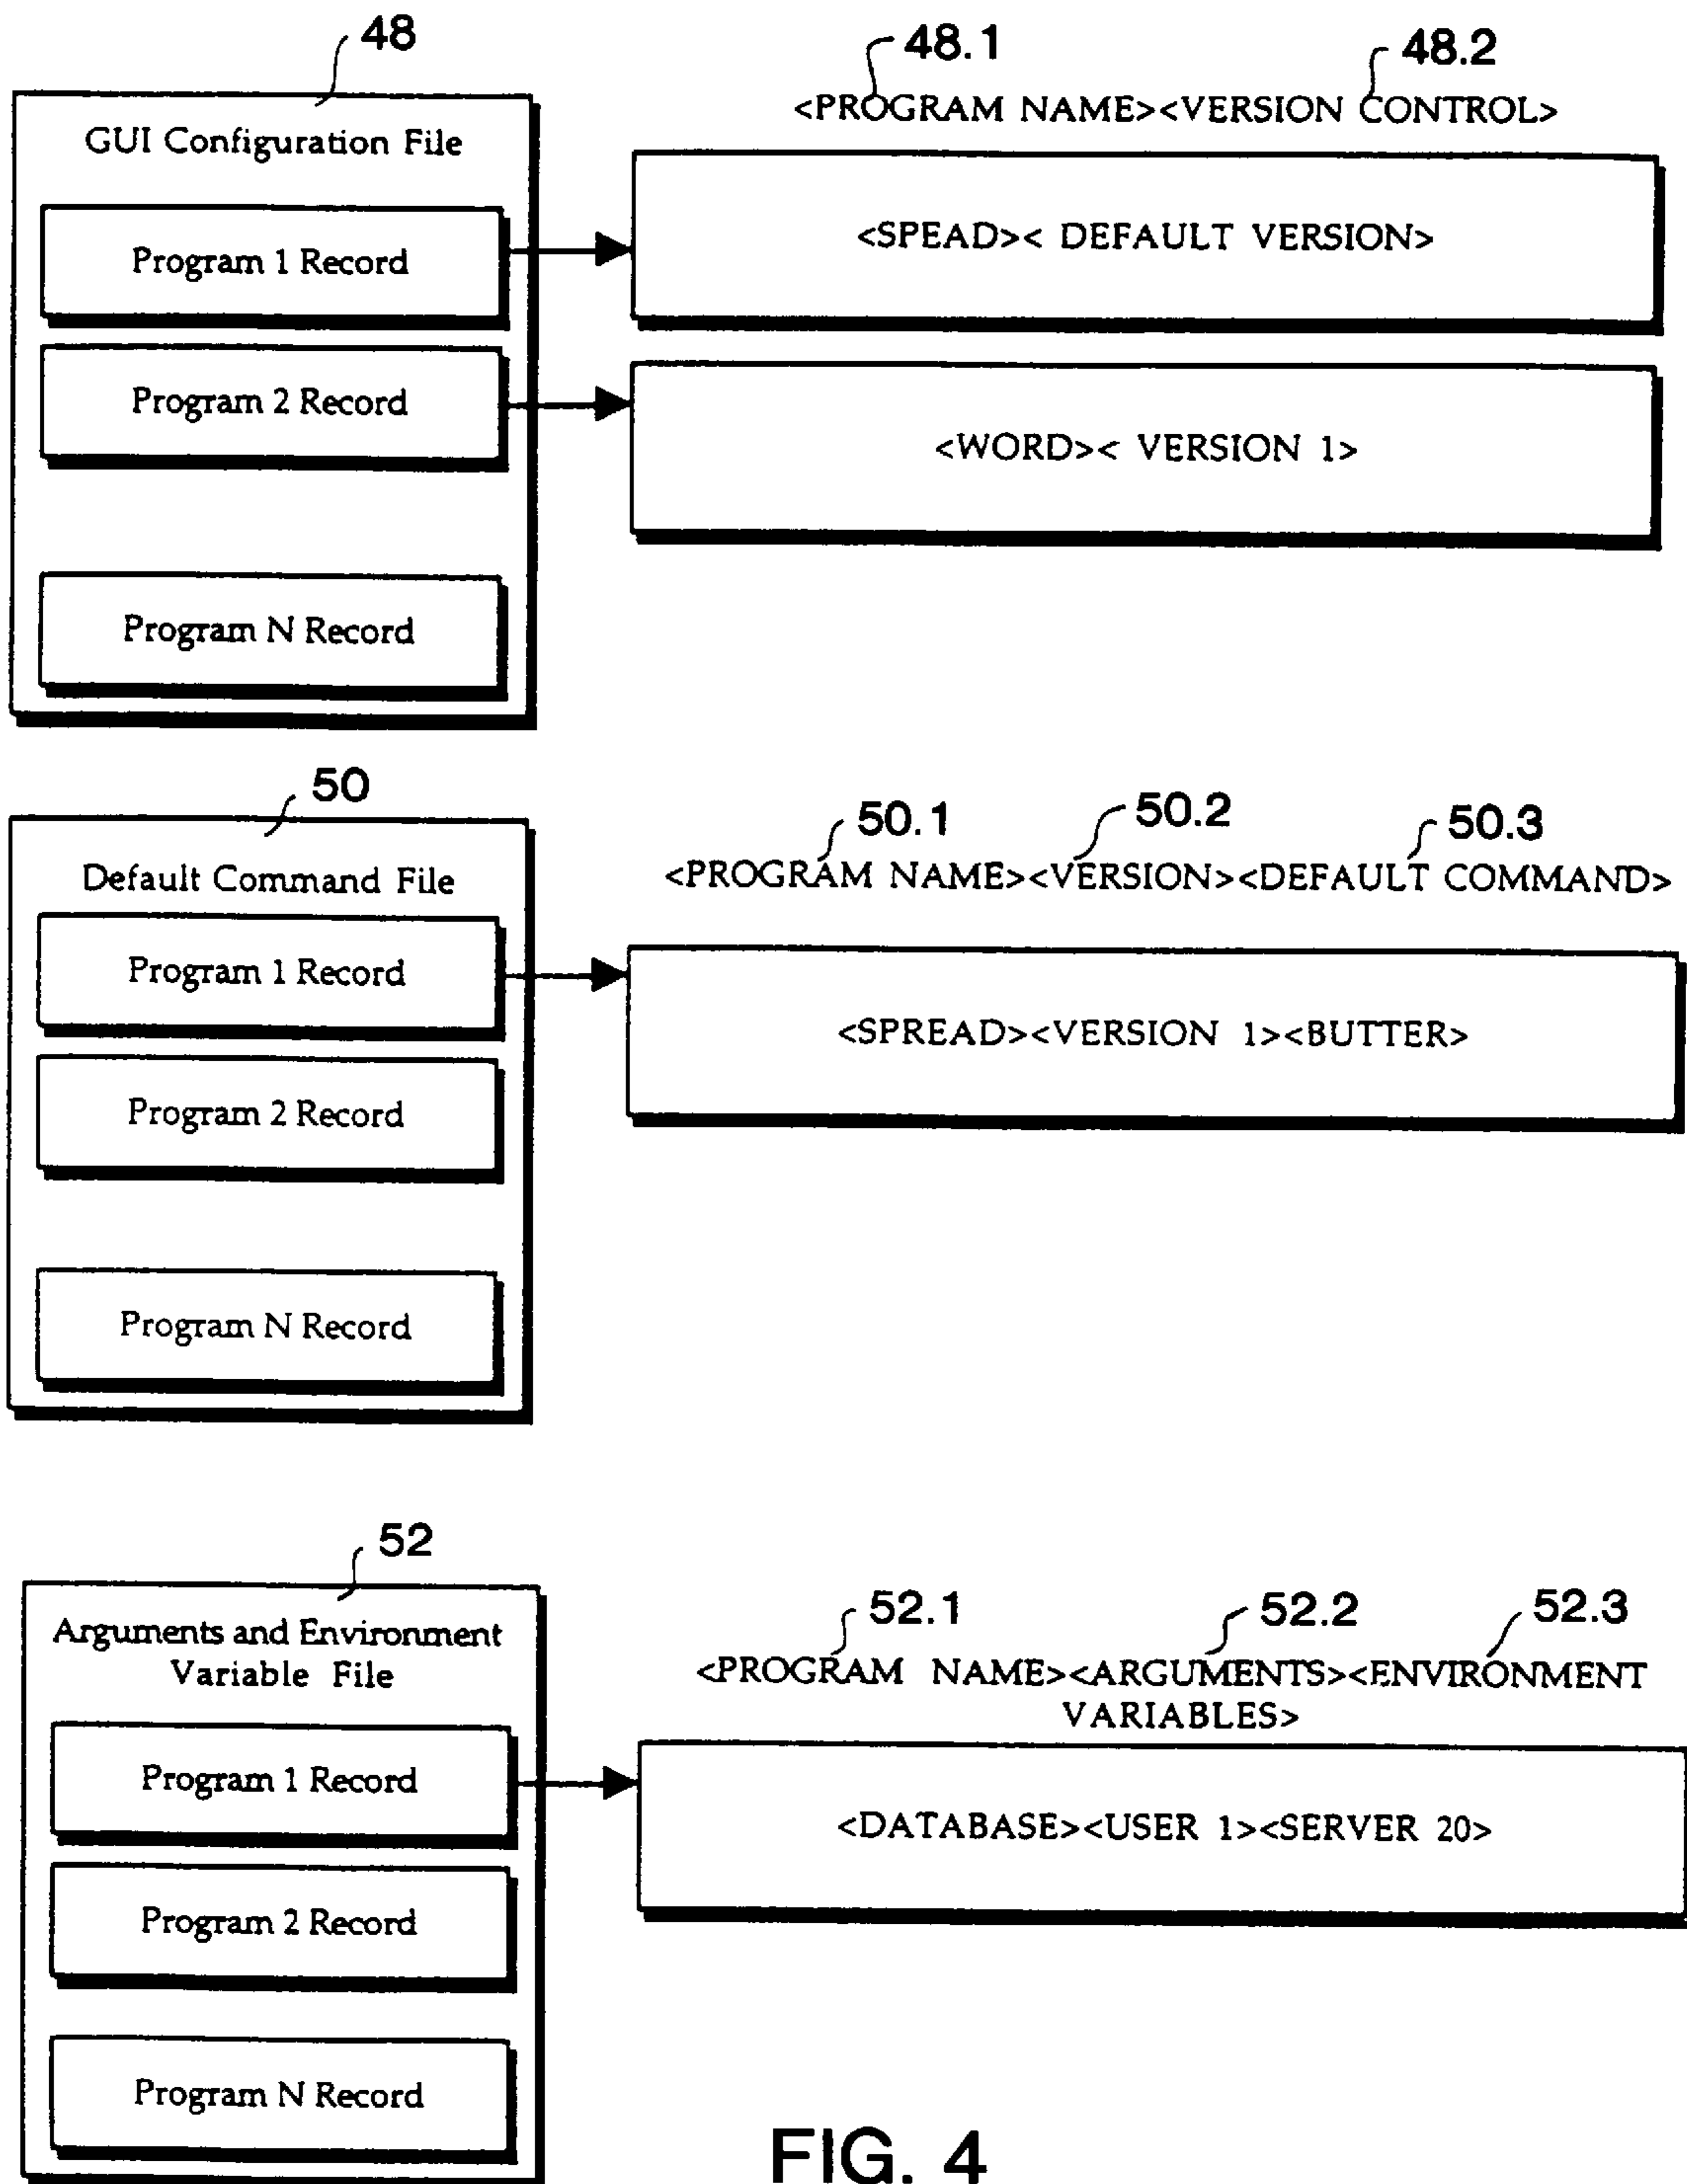 48
GUI Configuration File
Program 1 Record
Program 2 Record
Program N Record
48.1
48.2
<PROGRAM NAME><VERSION CONTROL>
<SPEAD>< DEFAULT VERSION>
<WORD>< VERSION 1>
50
Default Command File
Program 1 Record
Program 2 Record
Program N Record
50.1
50.2
50.3
<PROGRAM NAME><VERSION><DEFAULT COMMAND>
<SPREAD><VERSION 1><BUTTER>
52
Arguments and Environment
Variable File
Program 1 Record
Program 2 Record
Program N Record
52.1
52.2
52.3
<PROGRAM NAME><ARGUMENTS><ENVIRONMENT
VARIABLES>
<DATABASE><USER 1><SERVER 20>
FIG. 4